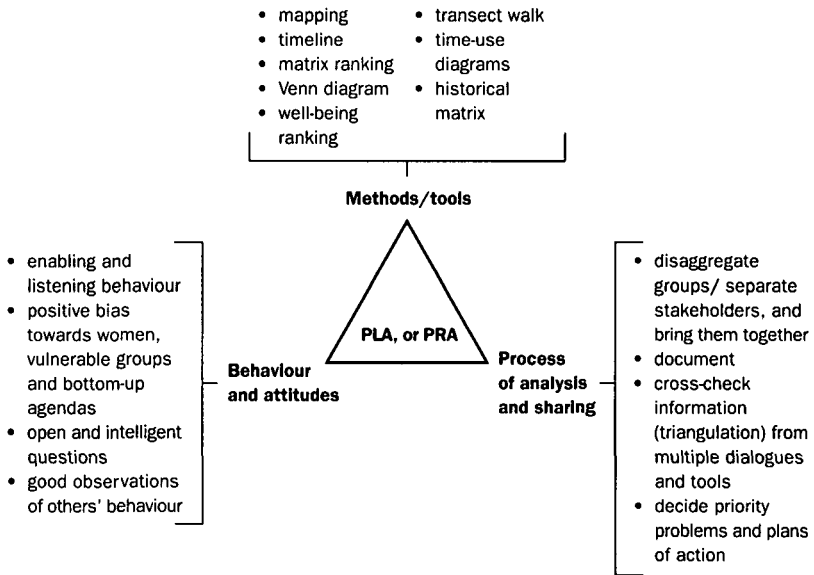 • mapping
• timeline
• matrix ranking
• Venn diagram
• well-being
ranking
• transect walk
• time-use
diagrams
• historical
matrix
Methods/tools
PLA, or PRA
• enabling and
listening behaviour
• positive bias
towards women,
vulnerable groups
and bottom-up
agendas
• open and intelligent
questions
• good observations
of others' behaviour
Behaviour
and attitudes
Process
of analysis
and sharing
• disaggregate
groups/ separate
stakeholders, and
bring them together
• document
• cross-check
information
(triangulation) from
multiple dialogues
and tools
• decide priority
problems and plans
of action